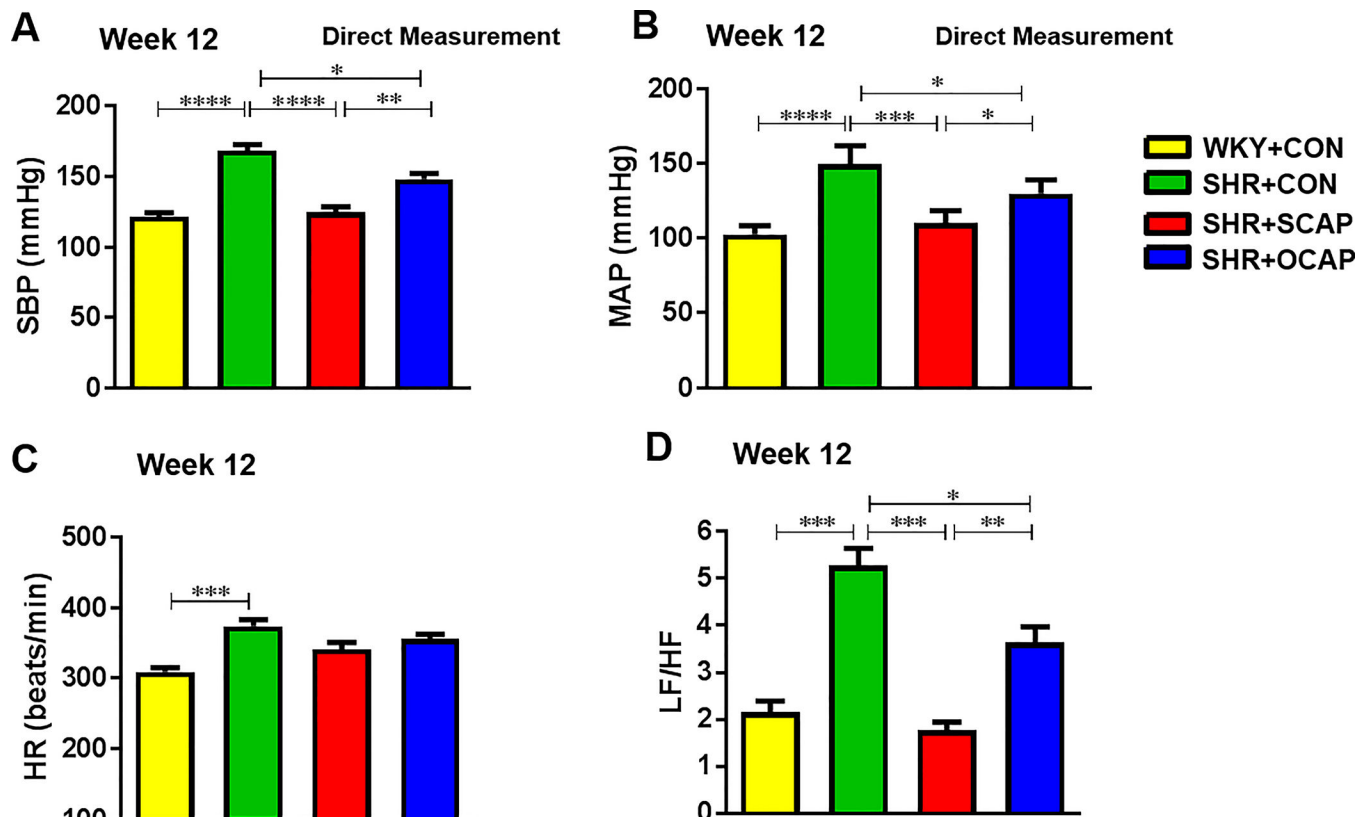 A Week 12 Direct Measurement
*
**** **** **
200
150
100
50
0
SBP (mmHg)
B Week 12 Direct Measurement
*
**** *** *
200
150
100
50
0
MAP (mmHg)
WKY+CON
SHR+CON
SHR+SCAP
SHR+OCAP
C Week 12
***
500
400
300
200
100
HR (beats/min)
D Week 12
*
*** *** **
6
5
4
3
2
1
0
LF/HF